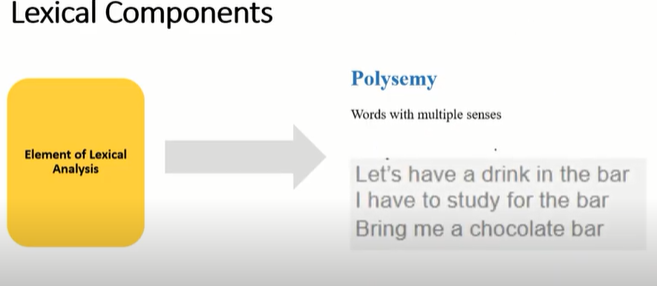 Lexical Components
Element of Lexical
Analysis
Polysemy
Words with multiple senses
Let's have a drink in the bar
I have to study for the bar
Bring me a chocolate bar